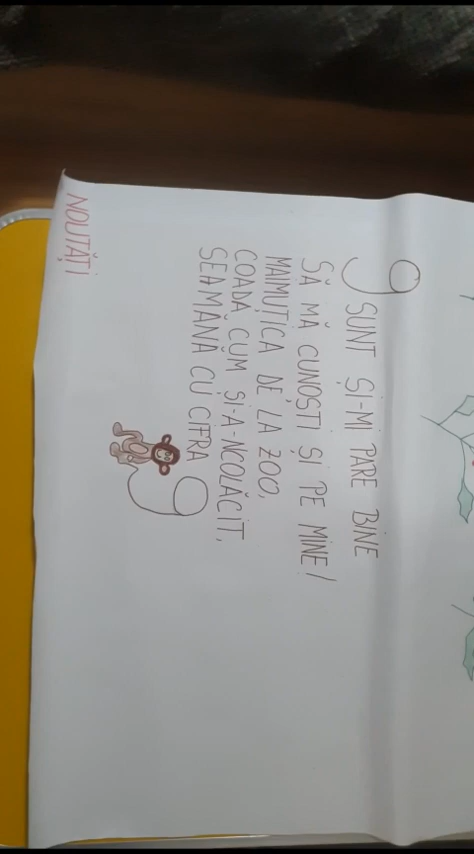 9 SUNT ȘI-MI PARE BINE
SĂ MĂ CUNOȘTI ȘI PE MINE!
MAIMUȚICA DE LA ZOO,
COADA CUM ȘI-A-NCOLĂCIT,
SEAMĂNĂ CU CIFRA 9
NOUTĂȚI